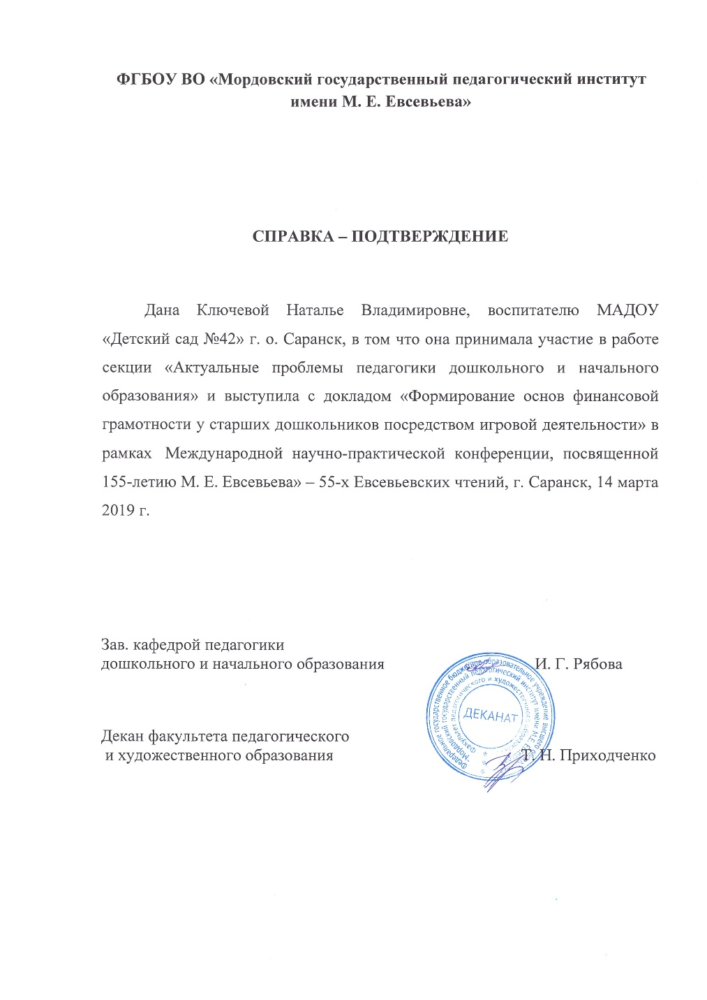 ФГБОУ ВО «Мордовский государственный педагогический институт
имени М. Е. Евсевьева»
СПРАВКА – ПОДТВЕРЖДЕНИЕ
Дана Ключевой Наталье Владимировне, воспитателю МАДОУ
«Детский сад №42» г. о. Саранск, в том что она принимала участие в работе
секции «Актуальные проблемы педагогики дошкольного и начального
образования» и выступила с докладом «Формирование основ финансовой
грамотности у старших дошкольников посредством игровой деятельности» в
рамках Международной научно-практической конференции, посвященной
155-летию М. Е. Евсевьева» – 55-х Евсевьевских чтений, г. Саранск, 14 марта
2019 г.
Зав. кафедрой педагогики
дошкольного и начального образования И. Г. Рябова
Декан факультета педагогического
и художественного образования Т. Н. Приходченко
Федеральное государственное бюджетное образовательное учреждение высшего
"Мордовский государственный педагогический институт имени М.Е. 
Факультет педагогического и художественного образования
ДЕКАНАТ